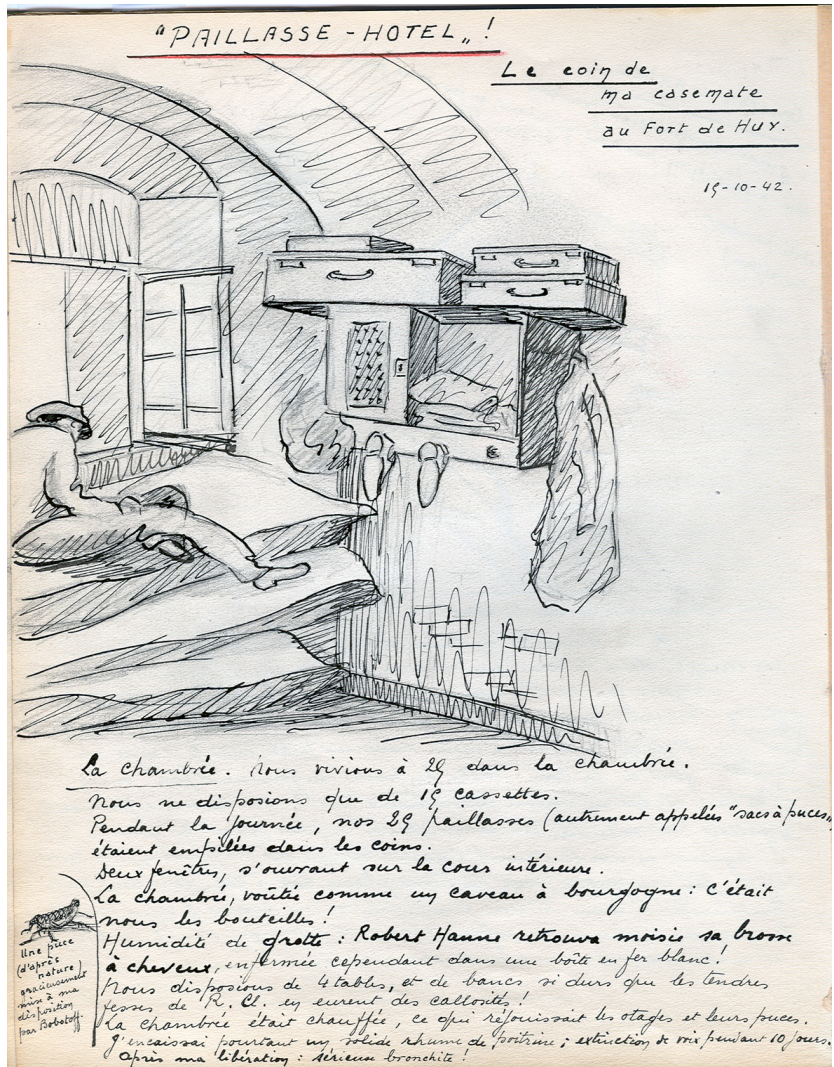 "PAILLASSE - HOTEL„ !
Le coin de
ma casemate
au Fort de Huy.
19-10-42.
La chambrée. Nous vivions à 29 dans la chambrée.
Nous ne disposions que de 19 cassettes.
Pendant la journée, nos 29 paillasses (autrement appelées "sacs à puces„
étaient empilées dans les coins.
Deux fenêtres, s'ouvrant sur la cour intérieure.
La chambrée, voûtée comme un caveau à bourgogne : c'était
nous les bouteilles !
Humidité de grotte : Robert Hanne retrouva moisie sa brosse
à cheveux, enfermée cependant dans une boîte en fer blanc !
Nous disposions de 4 tables, et de bancs si durs que les tendres
fesses de R. Cl. en eurent des callosités !
La chambrée était chauffée, ce qui réjouissait les otages et leurs puces.
J'encaissai pourtant un solide rhume de poitrine ; extinction de voix pendant 10 jours.
Après ma libération : sérieuse bronchite !
Une puce
(d'après
nature)
gracieusement
mise à ma
disposition
par Bobotoff.